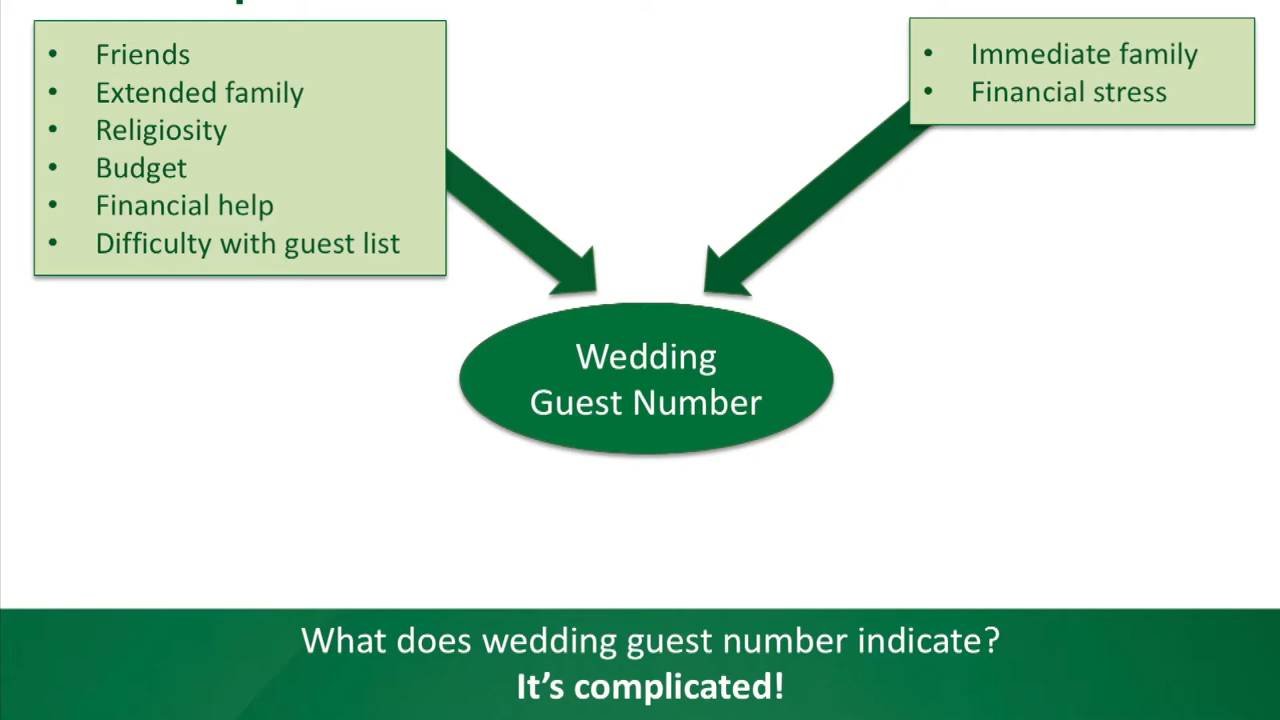 • Friends
• Extended family
• Religiosity
• Budget
• Financial help
• Difficulty with guest list
• Immediate family
• Financial stress
Wedding
Guest Number
What does wedding guest number indicate?
It's complicated!